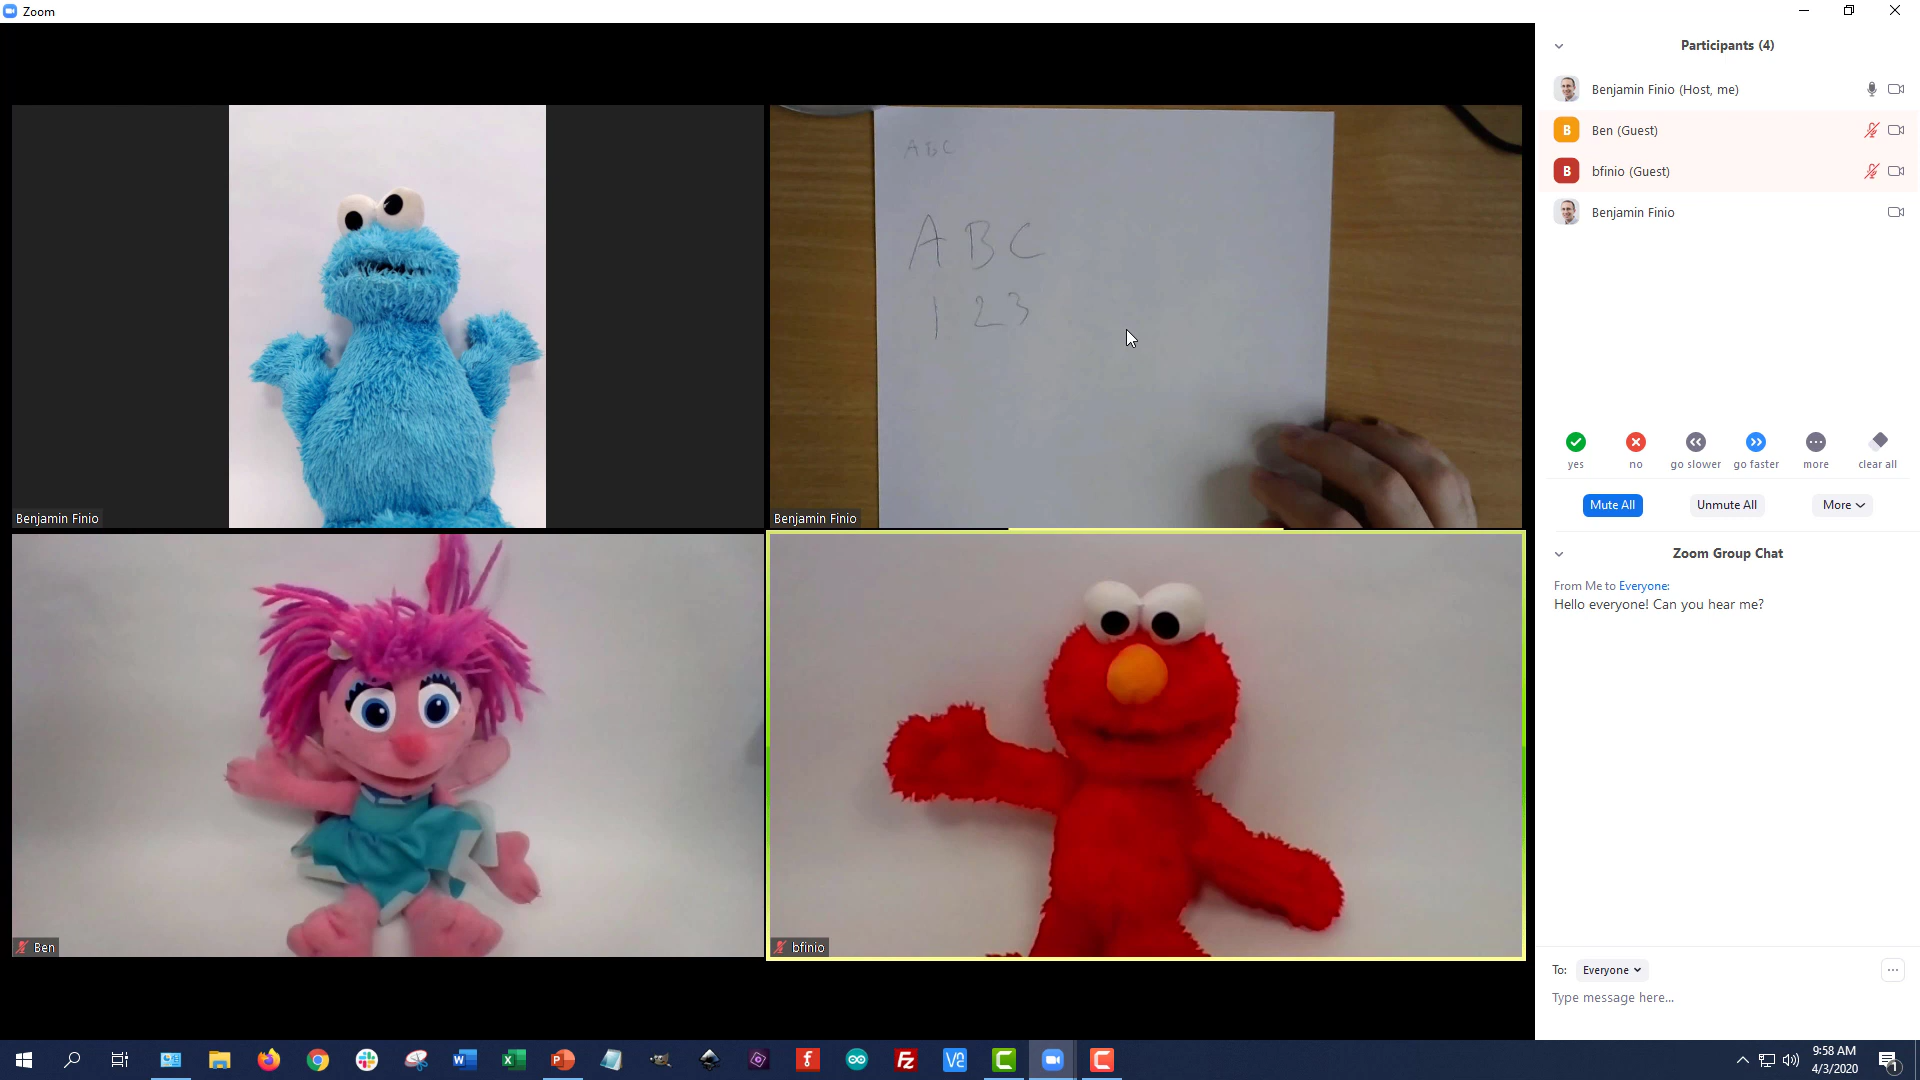 Zoom
Participants (4)
Benjamin Finio (Host, me)
B Ben (Guest)
B bfinio (Guest)
Benjamin Finio
yes no go slower go faster more clear all
Mute All Unmute All More
Zoom Group Chat
From Me to Everyone:
Hello everyone! Can you hear me?
To: Everyone
Type message here...
Benjamin Finio
ABC
ABC
123
Benjamin Finio
Ben
bfinio
9:58 AM
4/3/2020
1